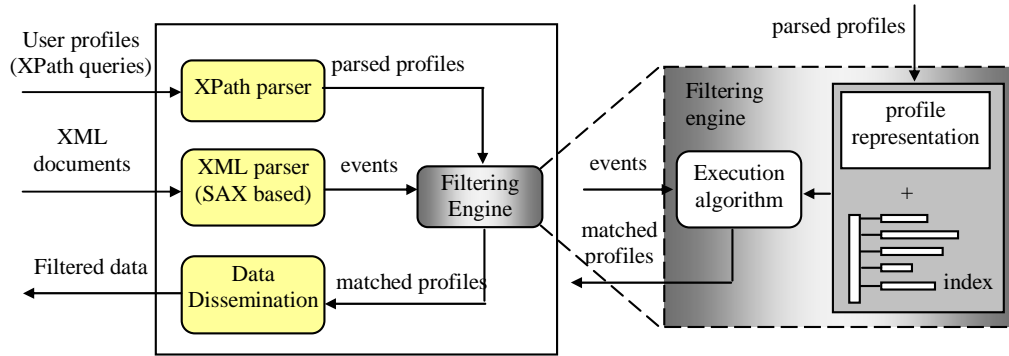 User profiles
(XPath queries)
XPath parser
parsed profiles
XML
documents
XML parser
(SAX based)
events
Filtering
Engine
Filtered data
Data
Dissemination
matched profiles
parsed profiles
Filtering
engine
profile
representation
events
Execution
algorithm
+
matched
profiles
index